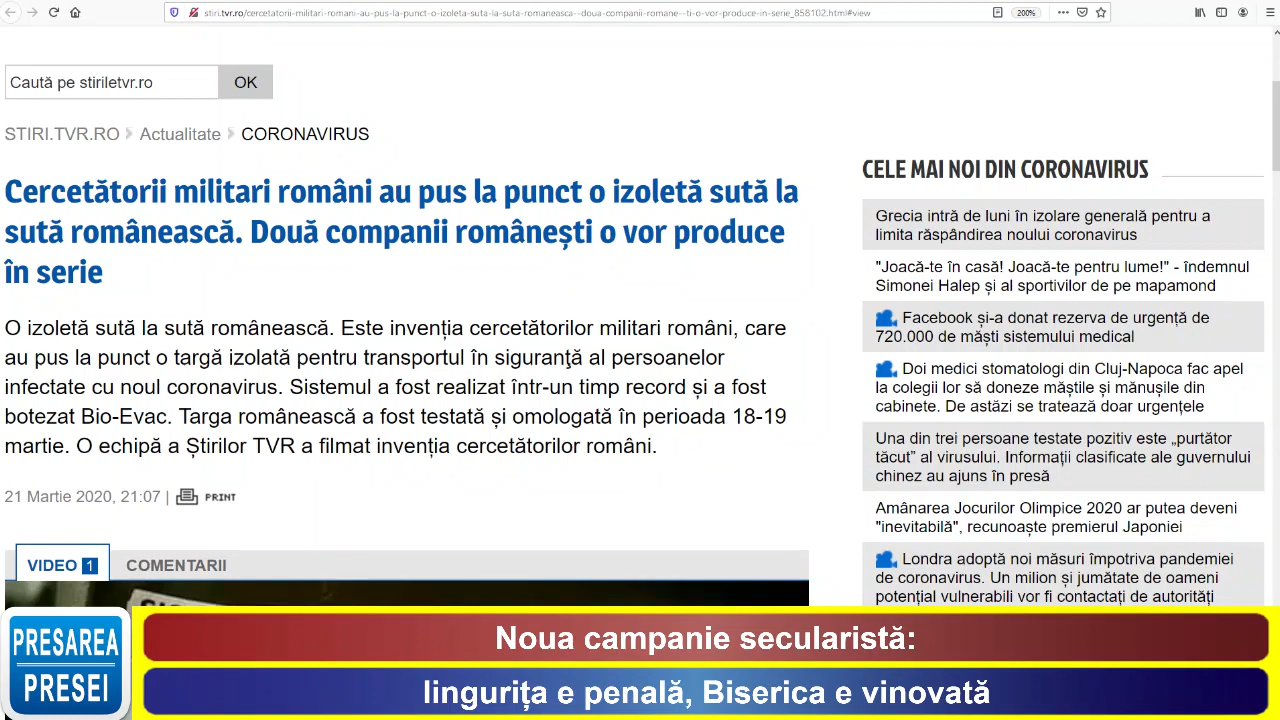 stiri.tvr.ro/cercetatorii-militari-romani-au-pus-la-punct-o-izoleta-suta-la-suta-romaneasca--doua-companii-romane--ti-o-vor-produce-in-serie_858102.html#view
200%
Caută pe stiriletvr.ro
OK
STIRI.TVR.RO Actualitate CORONAVIRUS
Cercetătorii militari români au pus la punct o izoletă sută la
sută românească. Două companii românești o vor produce
în serie
O izoletă sută la sută românească. Este invenția cercetătorilor militari români, care
au pus la punct o targă izolată pentru transportul în siguranţă al persoanelor
infectate cu noul coronavirus. Sistemul a fost realizat într-un timp record și a fost
botezat Bio-Evac. Targa românească a fost testată și omologată în perioada 18-19
martie. O echipă a Știrilor TVR a filmat invenția cercetătorilor români.
21 Martie 2020, 21:07 | PRINT
VIDEO 1 COMENTARII
CELE MAI NOI DIN CORONAVIRUS
Grecia intră de luni în izolare generală pentru a
limita răspândirea noului coronavirus
"Joacă-te în casă! Joacă-te pentru lume!" - îndemnul
Simonei Halep și al sportivilor de pe mapamond
Facebook și-a donat rezerva de urgență de
720.000 de măști sistemului medical
Doi medici stomatologi din Cluj-Napoca fac apel
la colegii lor să doneze măștile și mănușile din
cabinete. De astăzi se tratează doar urgențele
Una din trei persoane testate pozitiv este „purtător
tăcut” al virusului. Informații clasificate ale guvernului
chinez au ajuns în presă
Amânarea Jocurilor Olimpice 2020 ar putea deveni
"inevitabilă", recunoaște premierul Japoniei
Londra adoptă noi măsuri împotriva pandemiei
de coronavirus. Un milion și jumătate de oameni
potențial vulnerabili vor fi contactați de autorități
PRESAREA
PRESEI
Noua campanie secularistă:
lingurița e penală, Biserica e vinovată